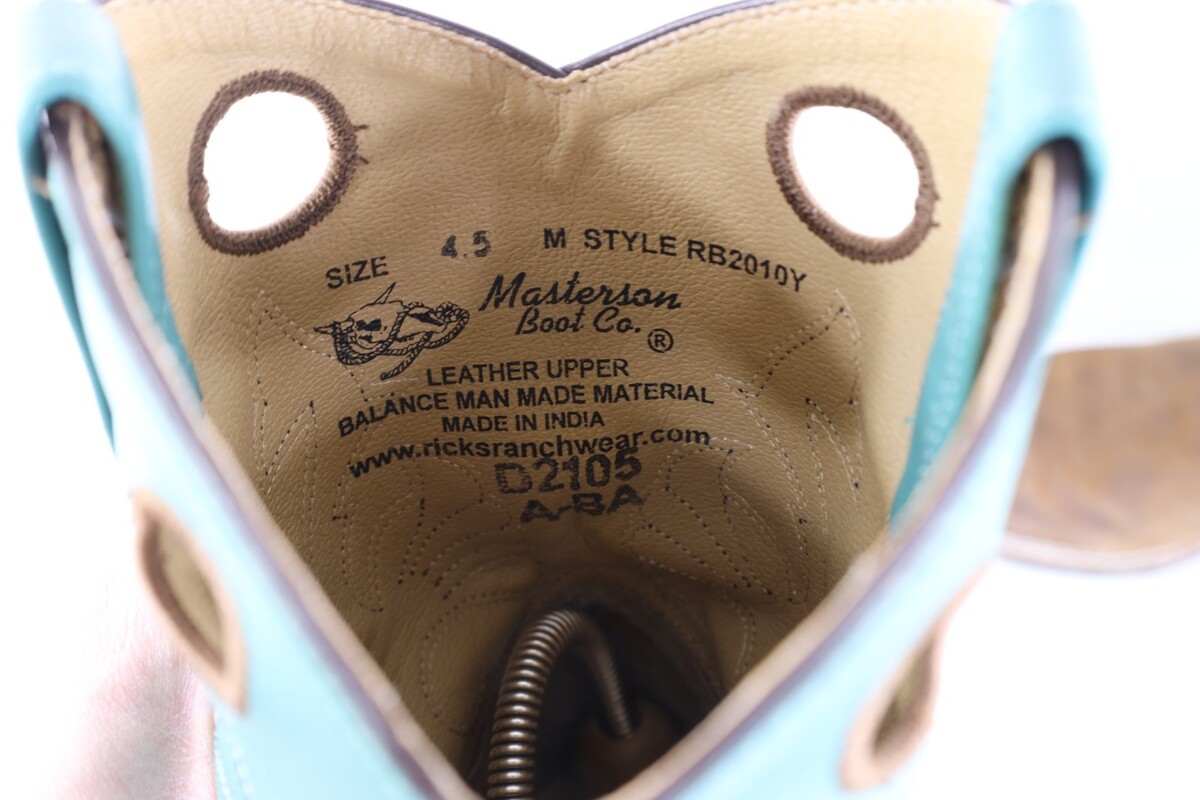 SIZE 4.5 M STYLE RB2010Y
Masterson
Boot Co. ®
LEATHER UPPER
BALANCE MAN MADE MATERIAL
MADE IN INDIA
www.ricksranchwear.com
D2105
A-BA